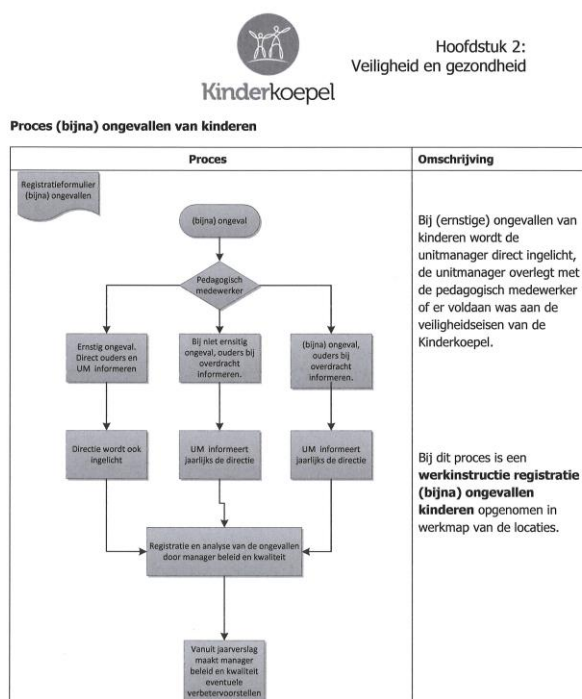 Hoofdstuk 2:
Veiligheid en gezondheid
Kinderkoepel
Proces (bijna) ongevallen van kinderen
Proces
Omschrijving
Registratieformulier
(bijna) ongevallen
(bijna) ongeval
Pedagogisch
medewerker
Ernstig ongeval.
Direct ouders en
UM informeren
Bij niet ernsitig
ongeval, ouders bij
overdracht
informeren.
(bijna) ongeval,
ouders bij
overdracht
informeren.
Directie wordt ook
ingelicht
UM informeert
jaarlijks de directie
UM informeert
jaarlijks de directie
Registratie en analyse van de ongevallen
door manager beleid en kwaliteit
Vanuit jaarverslag
maakt manager
beleid en kwaliteit
eventuele
verbetervoorstellen
Bij (ernstige) ongevallen van
kinderen wordt de
unitmanager direct ingelicht,
de unitmanager overlegt met
de pedagogisch medewerker
of er voldaan was aan de
veiligheidseisen van de
Kinderkoepel.
Bij dit proces is een
werkinstructie registratie
(bijna) ongevallen
kinderen opgenomen in
werkmap van de locaties.